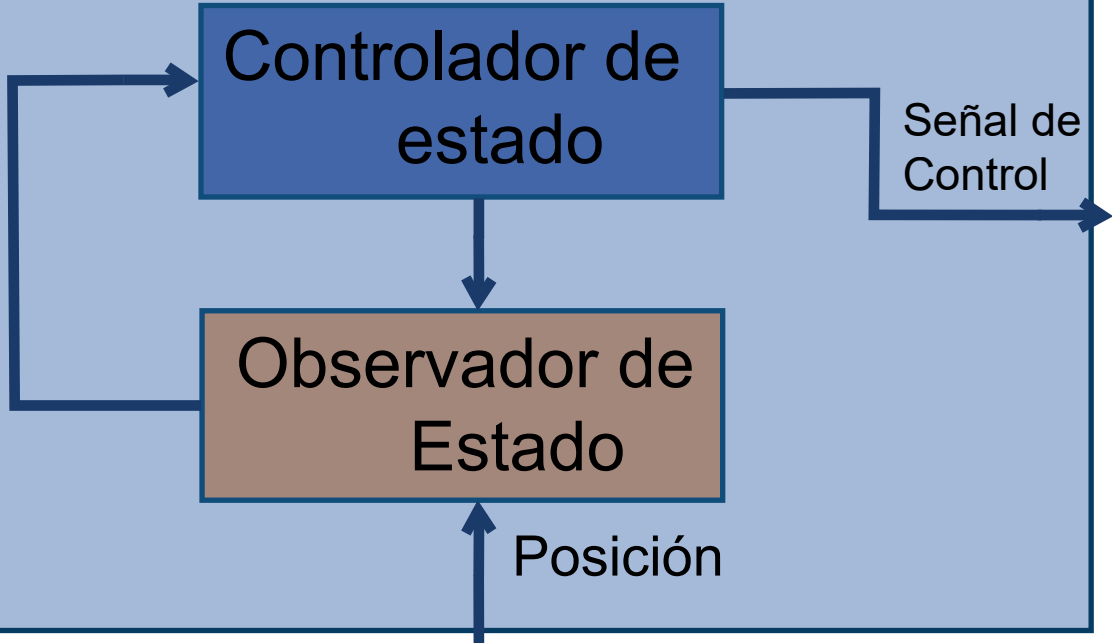 Controlador de
estado
Señal de
Control
Observador de
Estado
Posición